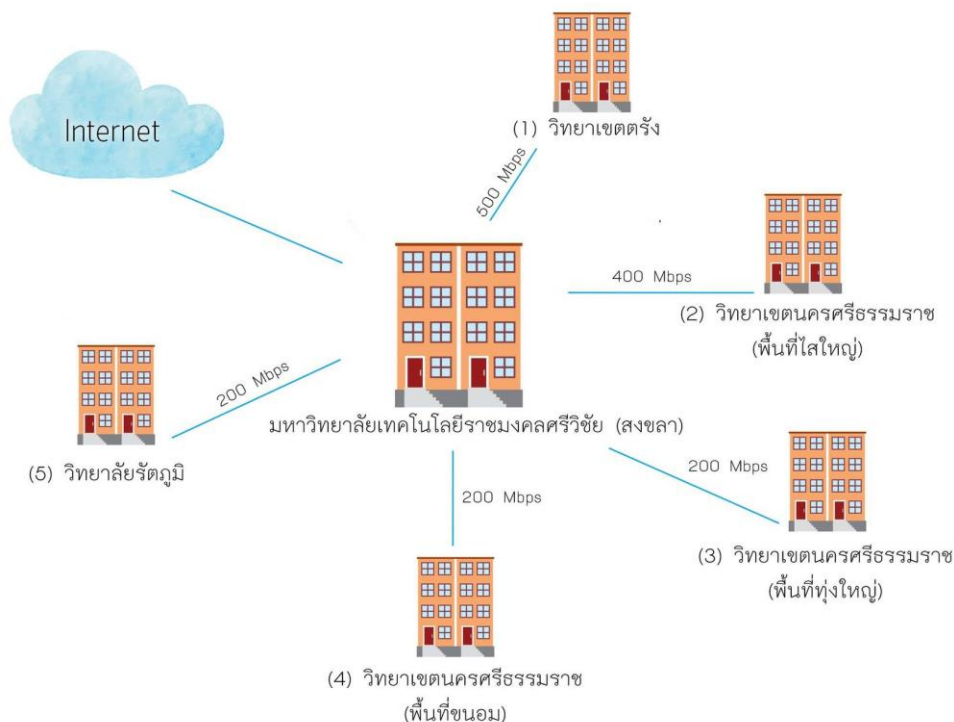 Internet
(1) วิทยาเขตตรัง
500 Mbps
400 Mbps
(2) วิทยาเขตนครศรีธรรมราช
(พื้นที่ไสใหญ่)
200 Mbps
มหาวิทยาลัยเทคโนโลยีราชมงคลศรีวิชัย (สงขลา)
(5) วิทยาลัยรัตภูมิ
200 Mbps
200 Mbps
(3) วิทยาเขตนครศรีธรรมราช
(พื้นที่ทุ่งใหญ่)
(4) วิทยาเขตนครศรีธรรมราช
(พื้นที่ขนอม)